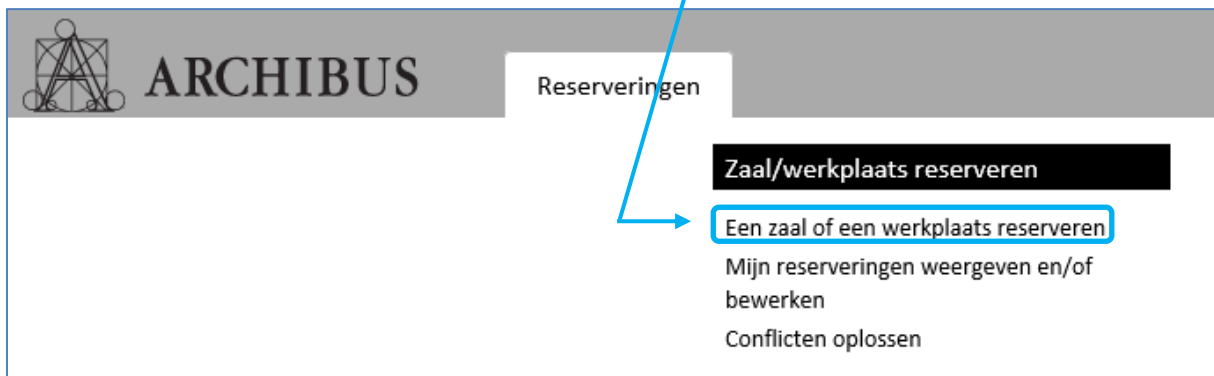 ARCHIBUS
Reserveringen
Zaal/werkplaats reserveren
Een zaal of een werkplaats reserveren
Mijn reserveringen weergeven en/of
bewerken
Conflicten oplossen